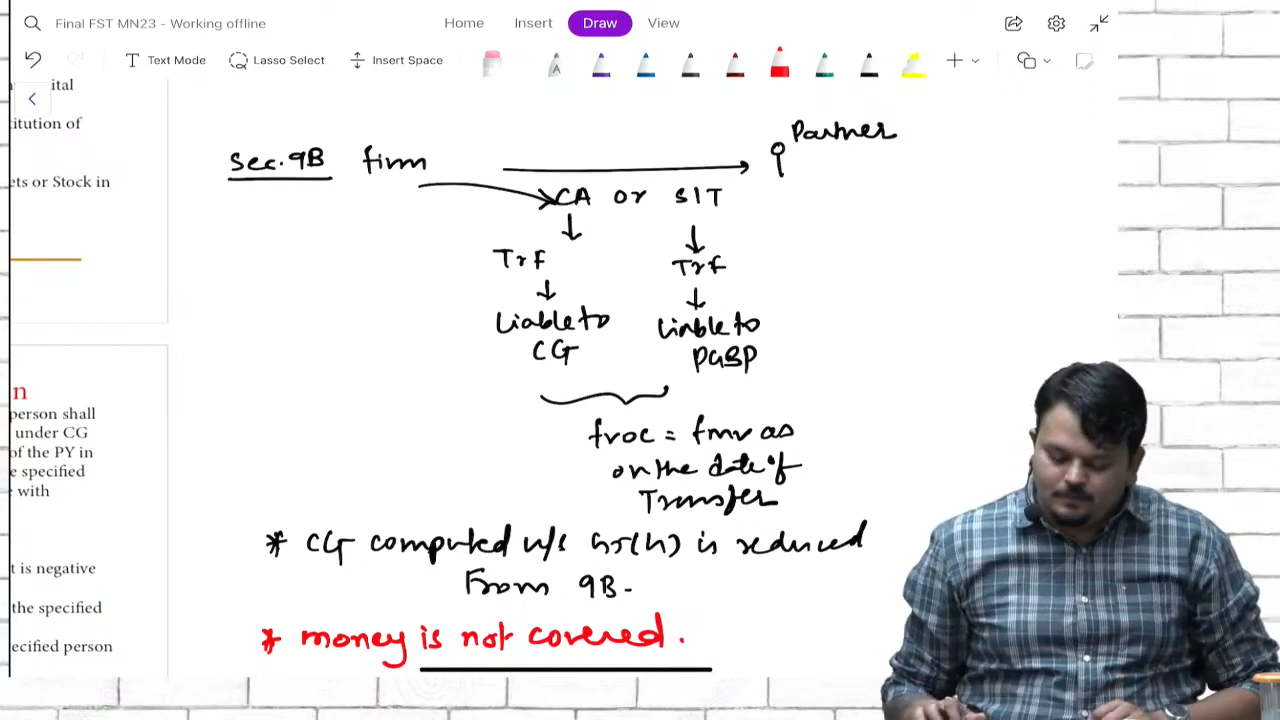 Final FST MN23 - Working offline
Home Insert Draw View
Text Mode Lasso Select Insert Space
ital
itution of
ets or Stock in
n
person shall
under CG
of the PY in
e specified
with
t is negative
the specified
ecified person
Sec. 9B firm Partner
CA or SIT
Trf Trf
Liable to Liable to
CG PGBP
fvoc = fmv as
on the date of
Transfer
* CG computed u/s 45(4) is reduced
From 9B.
* money is not covered.